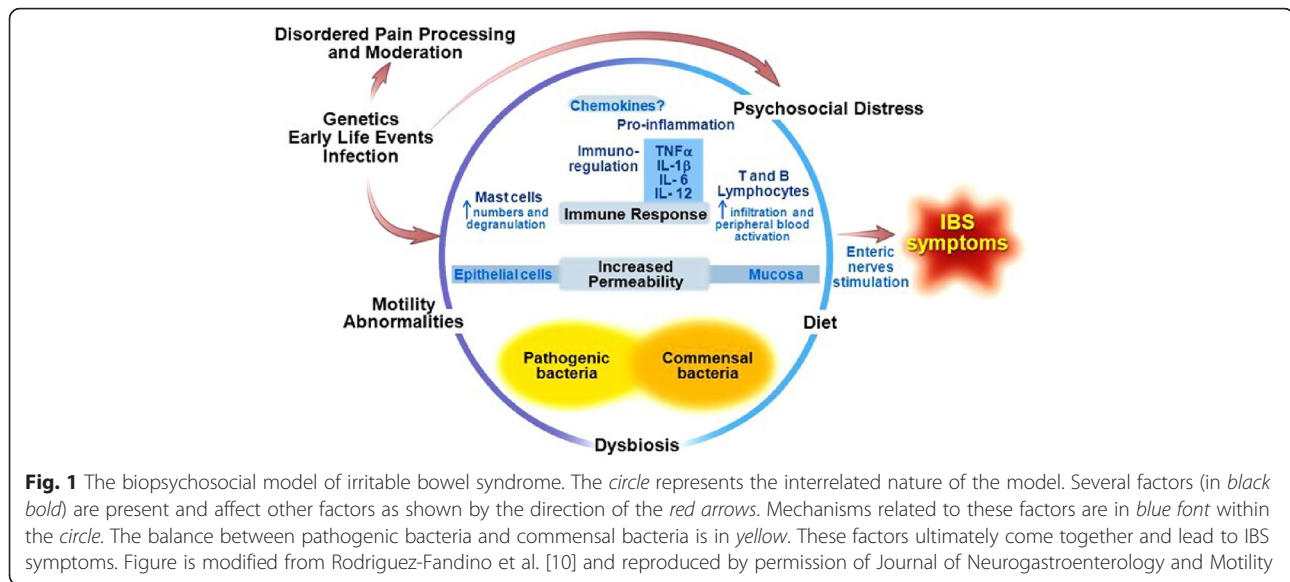 Disordered Pain Processing
and Moderation
Genetics
Early Life Events
Infection
Psychosocial Distress
Chemokines?
Pro-inflammation
Immuno-
regulation
TNFα
IL-1β
IL- 6
IL- 12
Mast cells
↑ numbers and
degranulation
Immune Response
T and B
Lymphocytes
↑ infiltration and
peripheral blood
activation
IBS
symptoms
Enteric
nerves
stimulation
Epithelial cells
Increased
Permeability
Mucosa
Motility
Abnormalities
Diet
Pathogenic
bacteria
Commensal
bacteria
Dysbiosis
Fig. 1 The biopsychosocial model of irritable bowel syndrome. The circle represents the interrelated nature of the model. Several factors (in black
bold) are present and affect other factors as shown by the direction of the red arrows. Mechanisms related to these factors are in blue font within
the circle. The balance between pathogenic bacteria and commensal bacteria is in yellow. These factors ultimately come together and lead to IBS
symptoms. Figure is modified from Rodriguez-Fandino et al. [10] and reproduced by permission of Journal of Neurogastroenterology and Motility